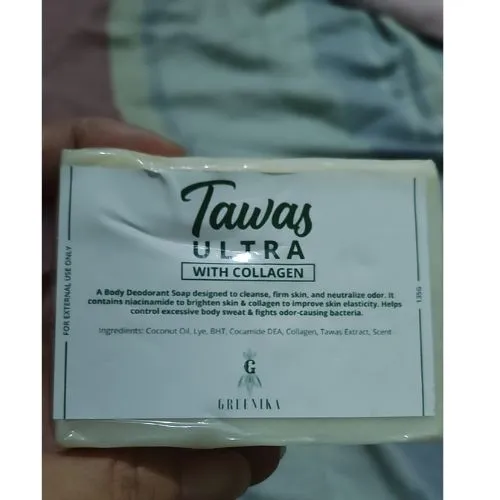 Tawas
ULTRA
WITH COLLAGEN
A Body Deodorant Soap designed to cleanse, firm skin, and neutralize odor. It
contains niacinamide to brighten skin & collagen to improve skin elasticity. Helps
control excessive body sweat & fights odor-causing bacteria.
Ingredients: Coconut Oil, Lye, BHT, Cocamide DEA, Collagen, Tawas Extract, Scent
G
GREENIKA
FOR EXTERNAL USE ONLY
135G